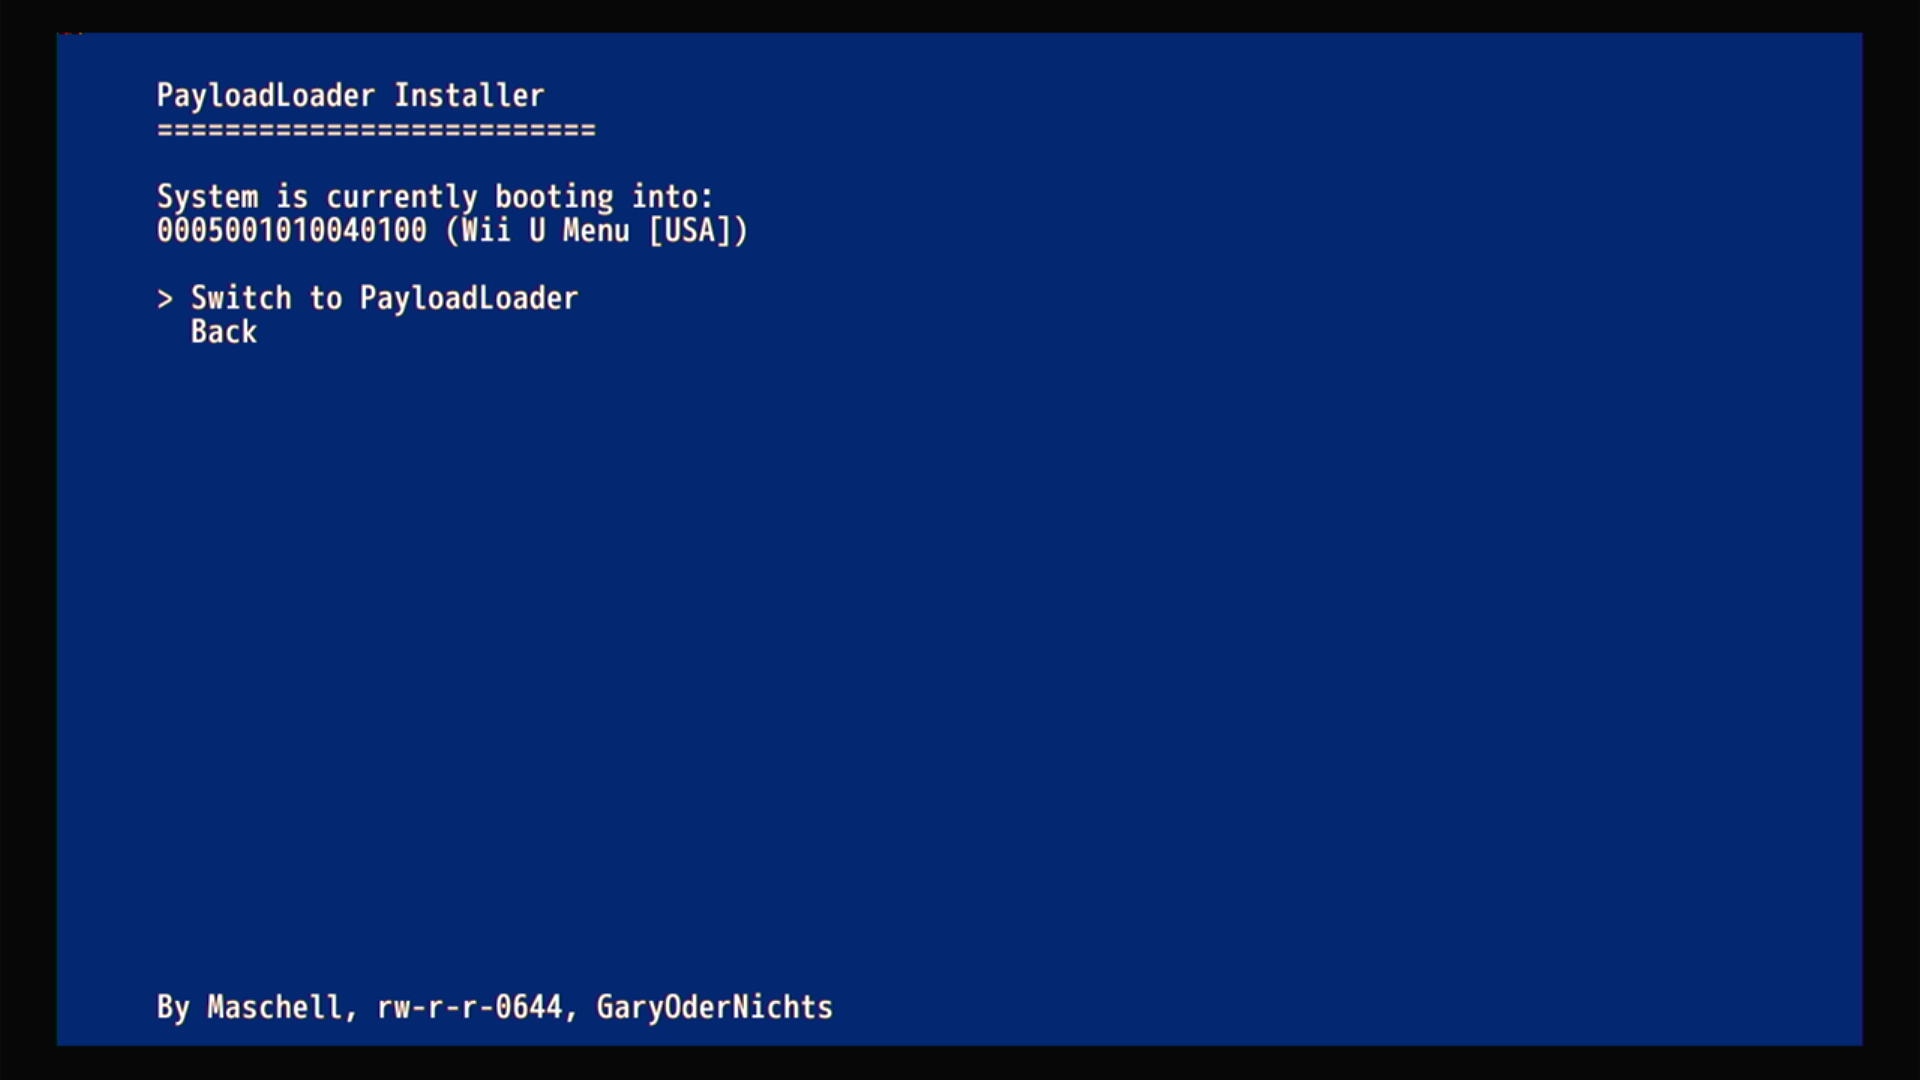 PayloadLoader Installer
==========================
System is currently booting into:
0005001010040100 (Wii U Menu [USA])
> Switch to PayloadLoader
Back
By Maschell, rw-r-r-0644, GaryOderNichts